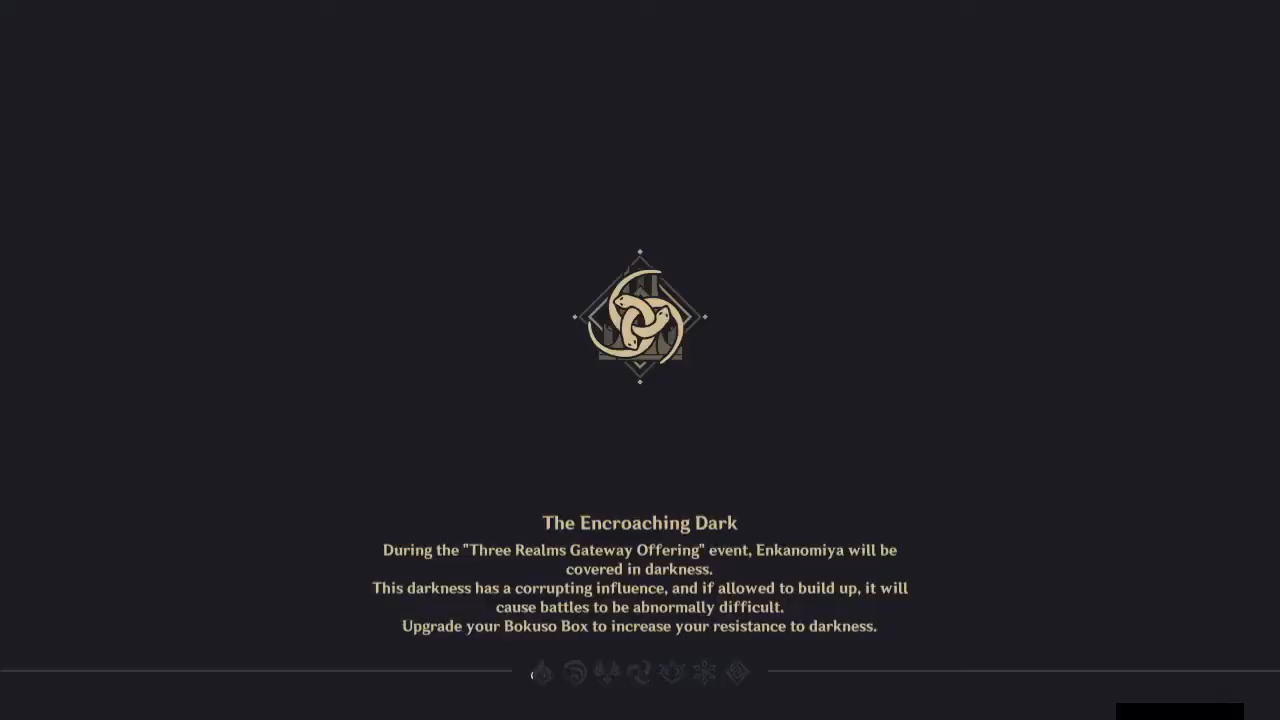 The Encroaching Dark
During the "Three Realms Gateway Offering" event, Enkanomiya will be
covered in darkness.
This darkness has a corrupting influence, and if allowed to build up, it will
cause battles to be abnormally difficult.
Upgrade your Bokuso Box to increase your resistance to darkness.